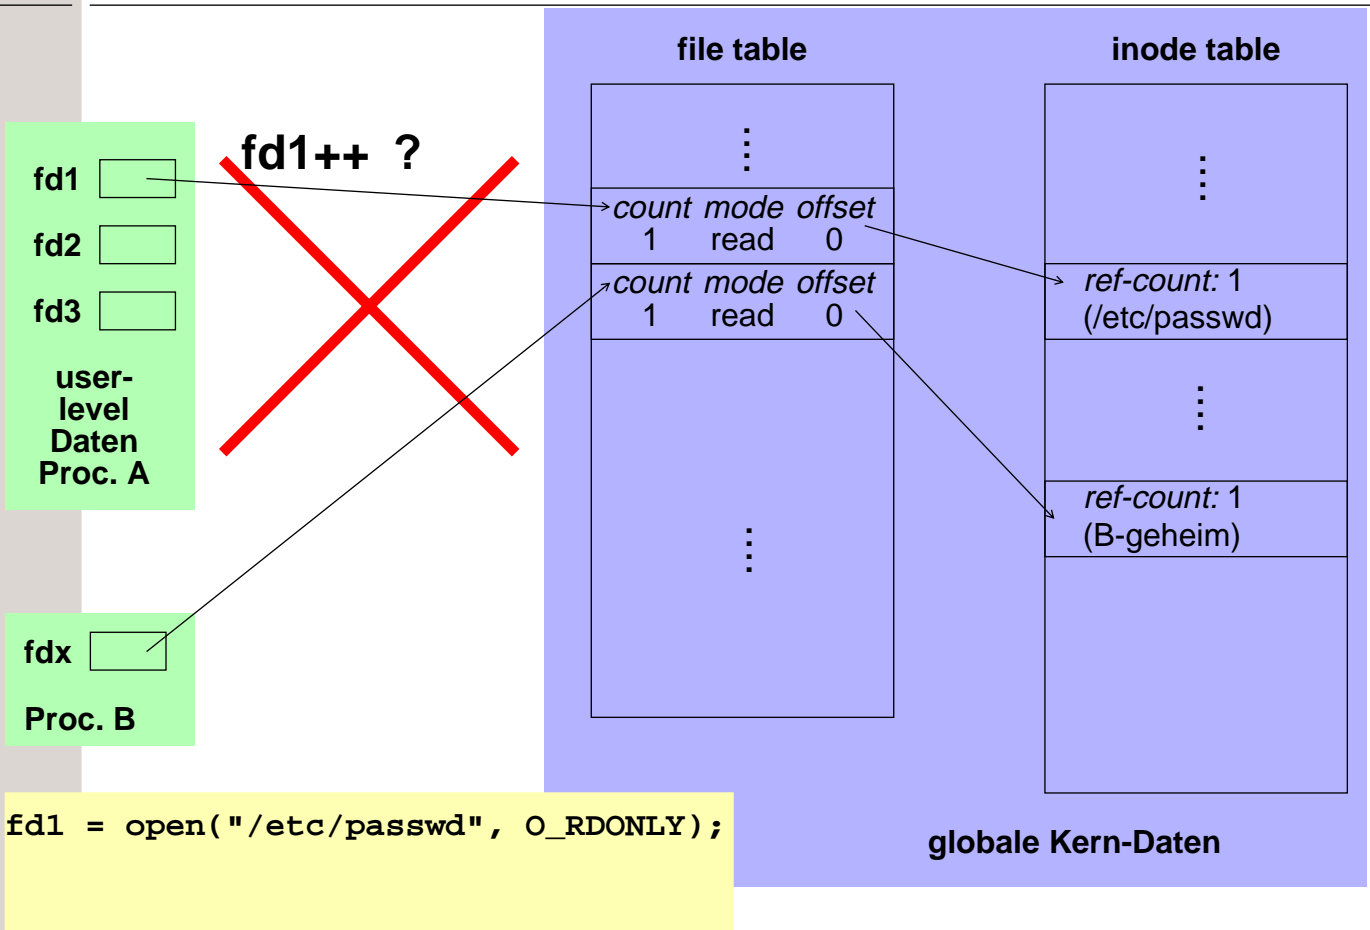 file table
inode table
fd1++ ?
fd1
fd2
fd3
user-
level
Daten
Proc. A
count mode offset
1 read 0
count mode offset
1 read 0
ref-count: 1
(/etc/passwd)
ref-count: 1
(B-geheim)
fdx
Proc. B
fd1 = open("/etc/passwd", O_RDONLY);
globale Kern-Daten